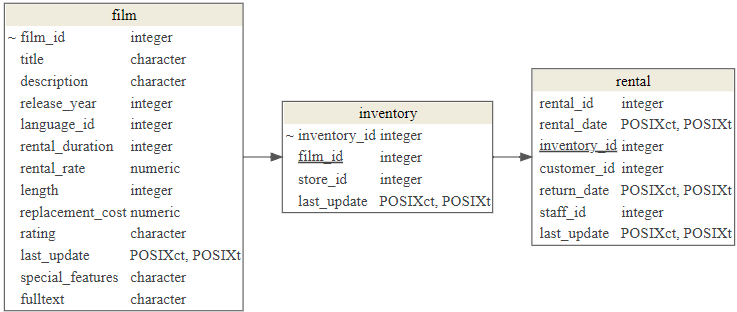 film
~ film_id integer
title character
description character
release_year integer
language_id integer
rental_duration integer
rental_rate numeric
length integer
replacement_cost numeric
rating character
last_update POSIXct, POSIXt
special_features character
fulltext character
inventory
~ inventory_id integer
film_id integer
store_id integer
last_update POSIXct, POSIXt
rental
rental_id integer
rental_date POSIXct, POSIXt
inventory_id integer
customer_id integer
return_date POSIXct, POSIXt
staff_id integer
last_update POSIXct, POSIXt